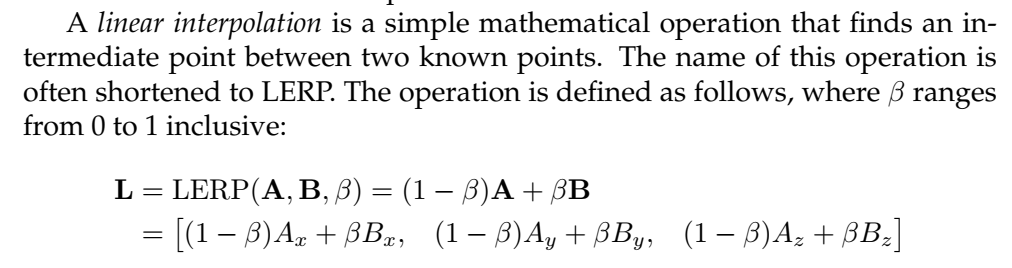 A linear interpolation is a simple mathematical operation that finds an in-
termediate point between two known points. The name of this operation is
often shortened to LERP. The operation is defined as follows, where β ranges
from 0 to 1 inclusive:
L = LERP(A, B, β) = (1 − β)A + βB
= [(1 − β)Aₓ + βBₓ, (1 − β)A_y + βB_y, (1 − β)A_z + βB_z]